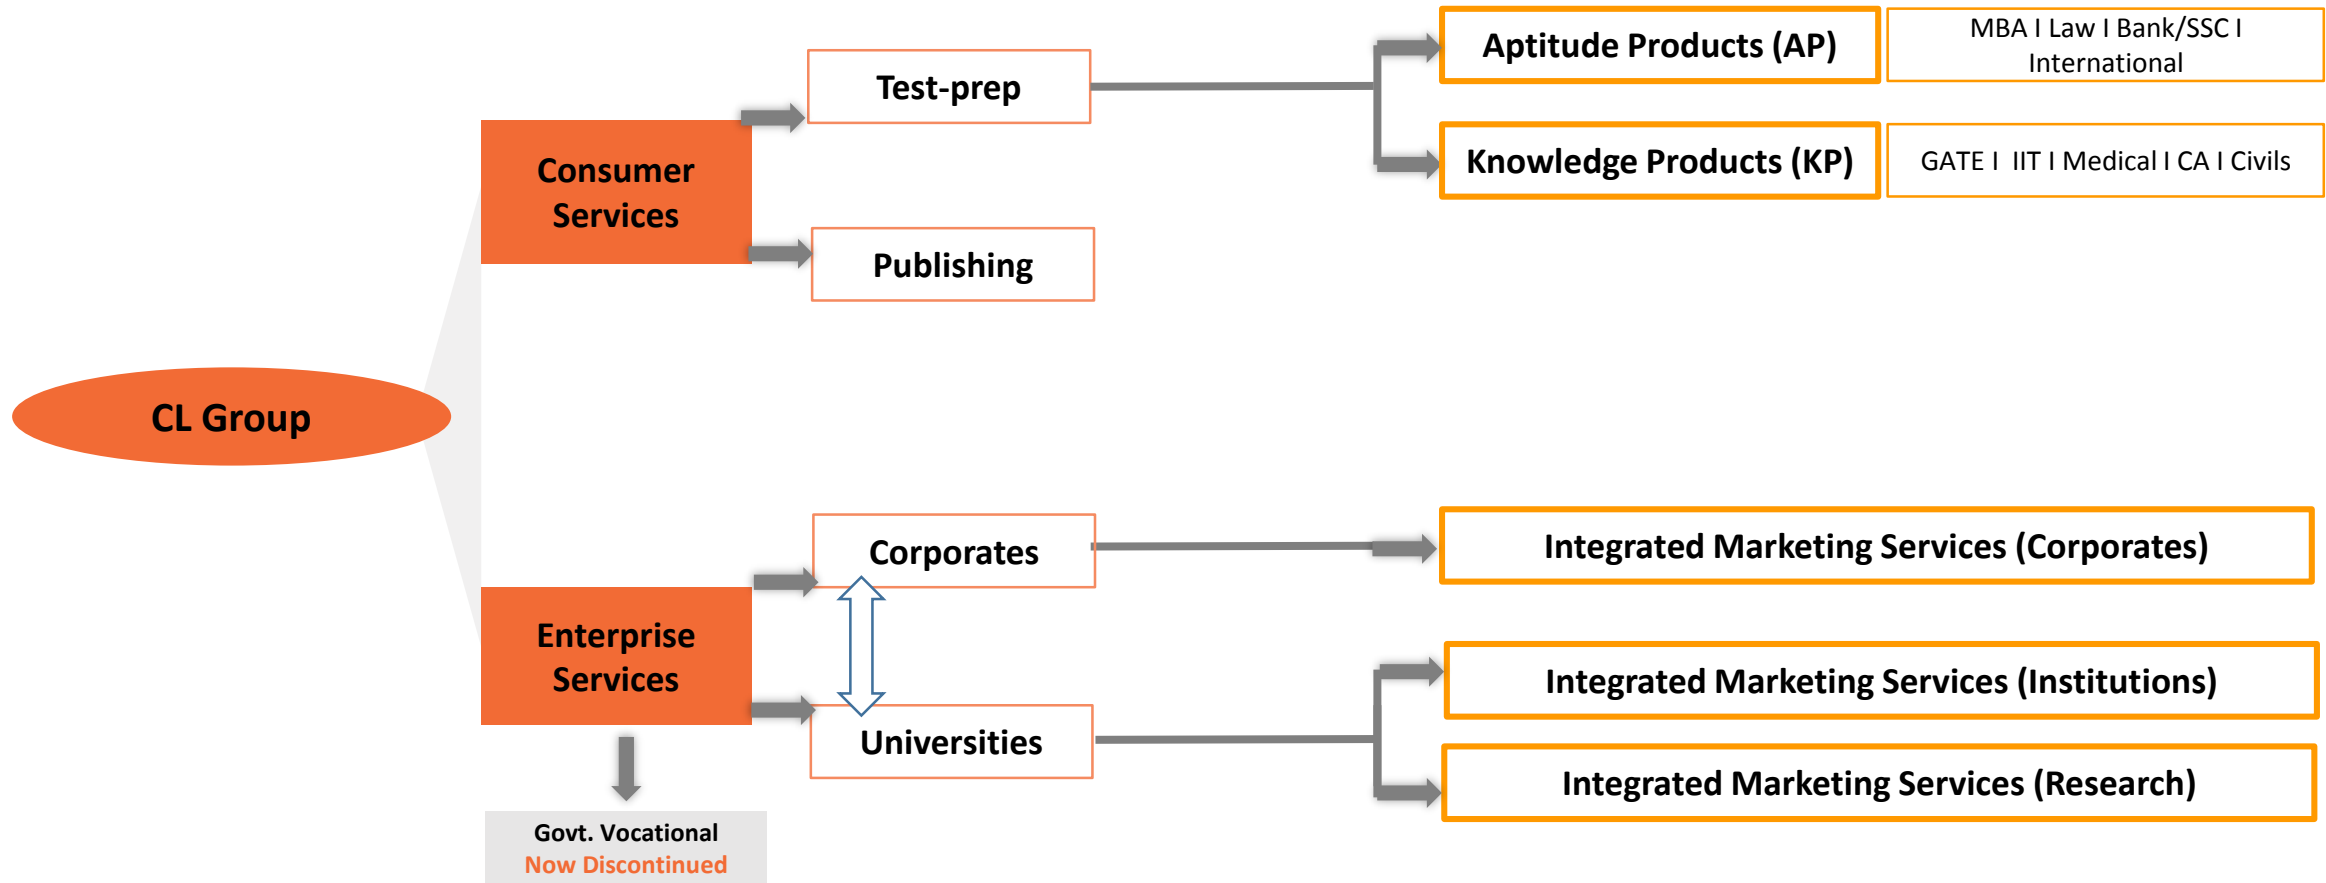 CL Group
Consumer
Services
Test-prep
Aptitude Products (AP)
MBA I Law I Bank/SSC I
International
Knowledge Products (KP)
GATE I  IIT I Medical I CA I Civils
Publishing
Enterprise
Services
Corporates
Integrated Marketing Services (Corporates)
Universities
Integrated Marketing Services (Institutions)
Integrated Marketing Services (Research)
Govt. Vocational
Now Discontinued